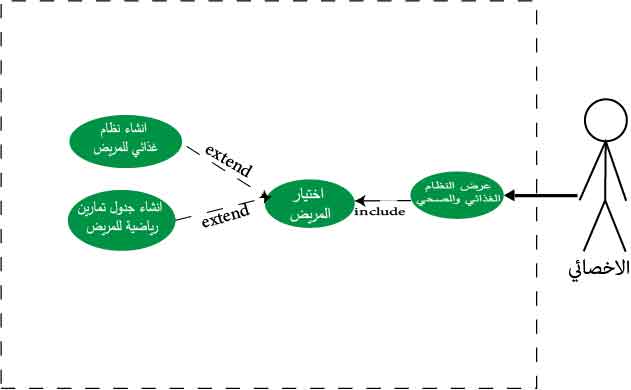 انشاء نظام
غذائي للمريض
extend
عرض النظام
الغذائي والصحي
اختيار
المريض
include
انشاء جدول تمارين
رياضية للمريض
extend
الاخصائي